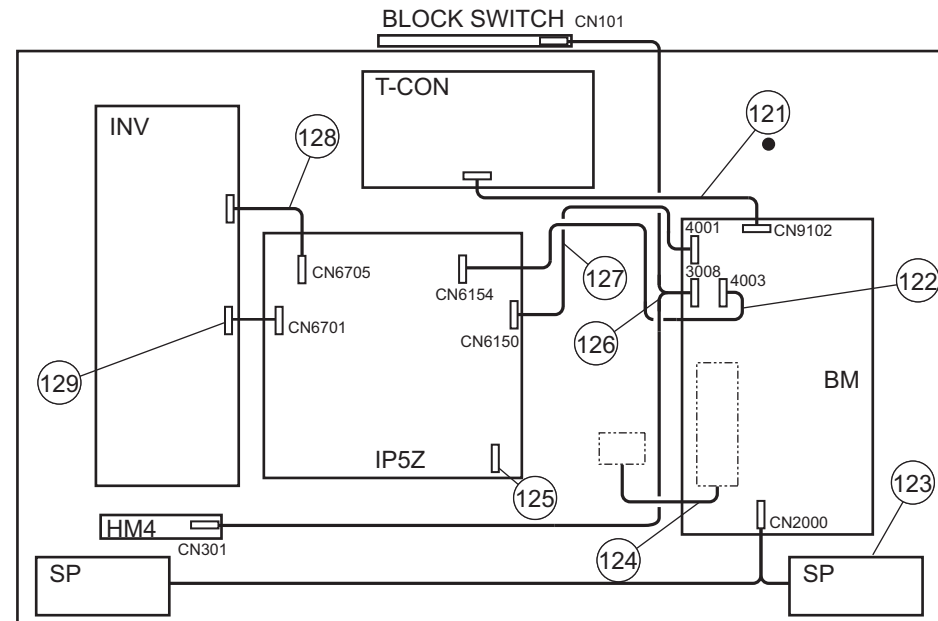 BLOCK SWITCH CN101
T-CON
INV
128
121
4001
CN9102
3008 4003
CN6705
CN6154
127
122
CN6701
CN6150
126
129
BM
IP5Z
125
123
HM4
CN301
CN2000
124
SP
SP